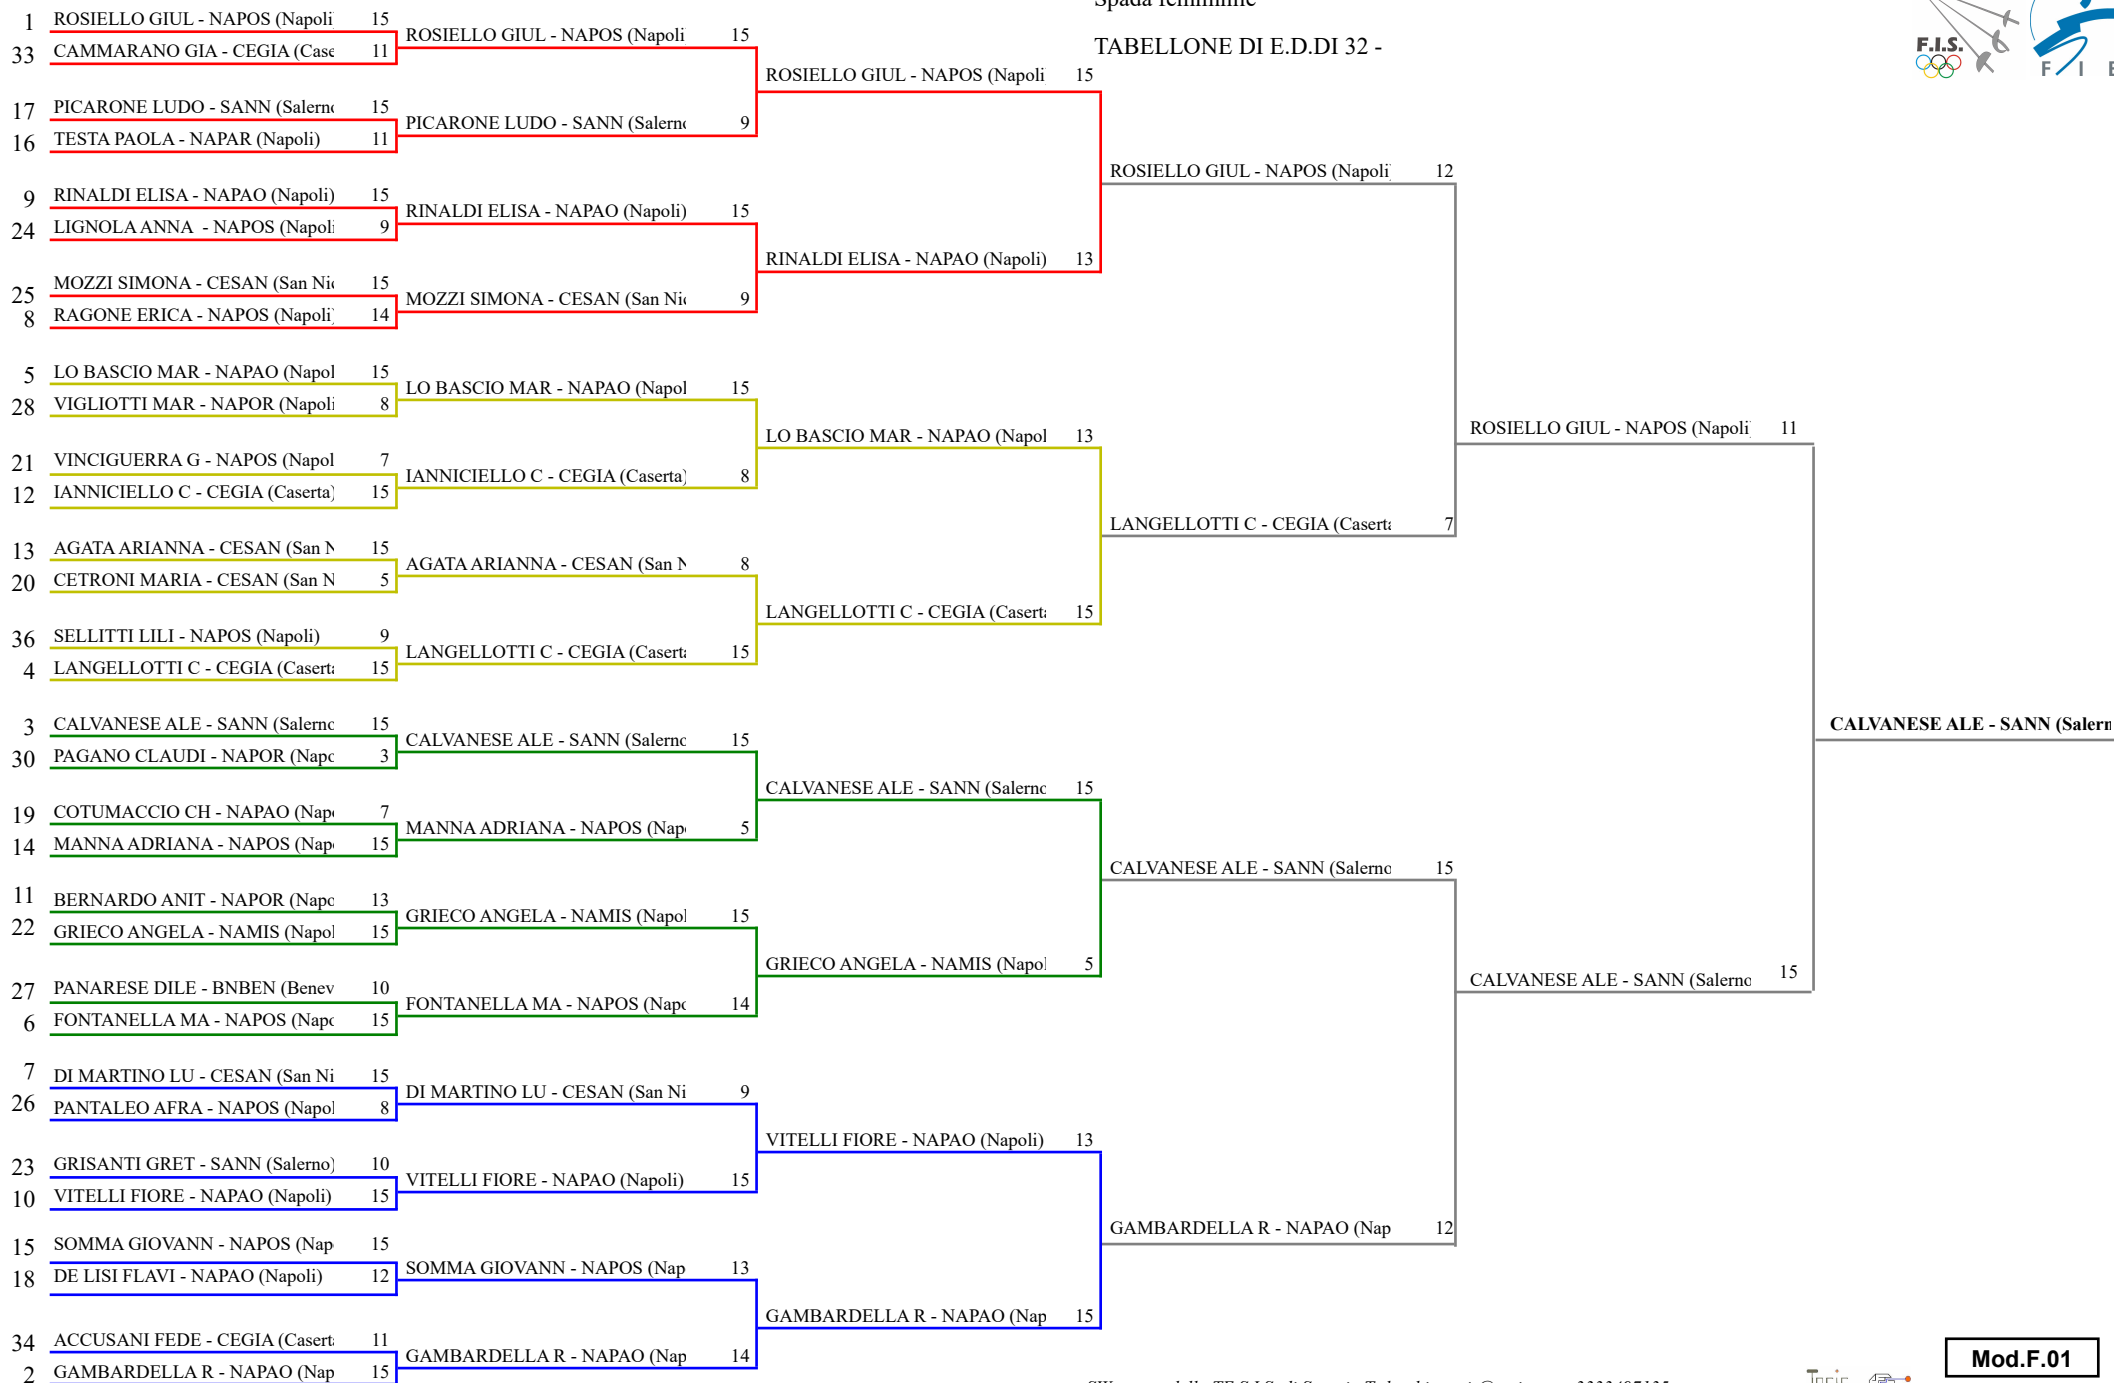 Spada femminile
TABELLONE DI E.D.DI 32 -
F.I.S.
F I E
1 ROSIELLO GIUL - NAPOS (Napoli 15
33 CAMMARANO GIA - CEGIA (Case 11
17 PICARONE LUDO - SANN (Salerno 15
16 TESTA PAOLA - NAPAR (Napoli) 11
9 RINALDI ELISA - NAPAO (Napoli) 15
24 LIGNOLA ANNA - NAPOS (Napoli 9
25 MOZZI SIMONA - CESAN (San Nic 15
8 RAGONE ERICA - NAPOS (Napoli) 14
5 LO BASCIO MAR - NAPAO (Napol 15
28 VIGLIOTTI MAR - NAPOR (Napoli 8
21 VINCIGUERRA G - NAPOS (Napol 7
12 IANNICIELLO C - CEGIA (Caserta) 15
13 AGATA ARIANNA - CESAN (San N 15
20 CETRONI MARIA - CESAN (San N 5
36 SELLITTI LILI - NAPOS (Napoli) 9
4 LANGELLOTTI C - CEGIA (Caserta 15
3 CALVANESE ALE - SANN (Salerno 15
30 PAGANO CLAUDI - NAPOR (Napo 3
19 COTUMACCIO CH - NAPAO (Napo 7
14 MANNA ADRIANA - NAPOS (Napo 15
11 BERNARDO ANIT - NAPOR (Napo 13
22 GRIECO ANGELA - NAMIS (Napol 15
27 PANARESE DILE - BNBEN (Benev 10
6 FONTANELLA MA - NAPOS (Napo 15
7 DI MARTINO LU - CESAN (San Ni 15
26 PANTALEO AFRA - NAPOS (Napol 8
23 GRISANTI GRET - SANN (Salerno) 10
10 VITELLI FIORE - NAPAO (Napoli) 15
15 SOMMA GIOVANN - NAPOS (Nap 15
18 DE LISI FLAVI - NAPAO (Napoli) 12
34 ACCUSANI FEDE - CEGIA (Caserta 11
2 GAMBARDELLA R - NAPAO (Nap 15
ROSIELLO GIUL - NAPOS (Napoli 15
PICARONE LUDO - SANN (Salerno 9
RINALDI ELISA - NAPAO (Napoli) 15
MOZZI SIMONA - CESAN (San Nic 9
LO BASCIO MAR - NAPAO (Napol 15
IANNICIELLO C - CEGIA (Caserta) 8
AGATA ARIANNA - CESAN (San N 8
LANGELLOTTI C - CEGIA (Caserta 15
CALVANESE ALE - SANN (Salerno 15
MANNA ADRIANA - NAPOS (Napo 5
GRIECO ANGELA - NAMIS (Napol 15
FONTANELLA MA - NAPOS (Napo 14
DI MARTINO LU - CESAN (San Ni 9
VITELLI FIORE - NAPAO (Napoli) 15
SOMMA GIOVANN - NAPOS (Nap 13
GAMBARDELLA R - NAPAO (Nap 14
ROSIELLO GIUL - NAPOS (Napoli 15
RINALDI ELISA - NAPAO (Napoli) 13
LO BASCIO MAR - NAPAO (Napol 13
LANGELLOTTI C - CEGIA (Caserta 15
CALVANESE ALE - SANN (Salerno 15
GRIECO ANGELA - NAMIS (Napol 5
VITELLI FIORE - NAPAO (Napoli) 13
GAMBARDELLA R - NAPAO (Nap 15
ROSIELLO GIUL - NAPOS (Napoli 12
LANGELLOTTI C - CEGIA (Caserta 7
CALVANESE ALE - SANN (Salerno 15
GAMBARDELLA R - NAPAO (Nap 12
ROSIELLO GIUL - NAPOS (Napoli 11
CALVANESE ALE - SANN (Salerno 15
CALVANESE ALE - SANN (Salern
Mod.F.01